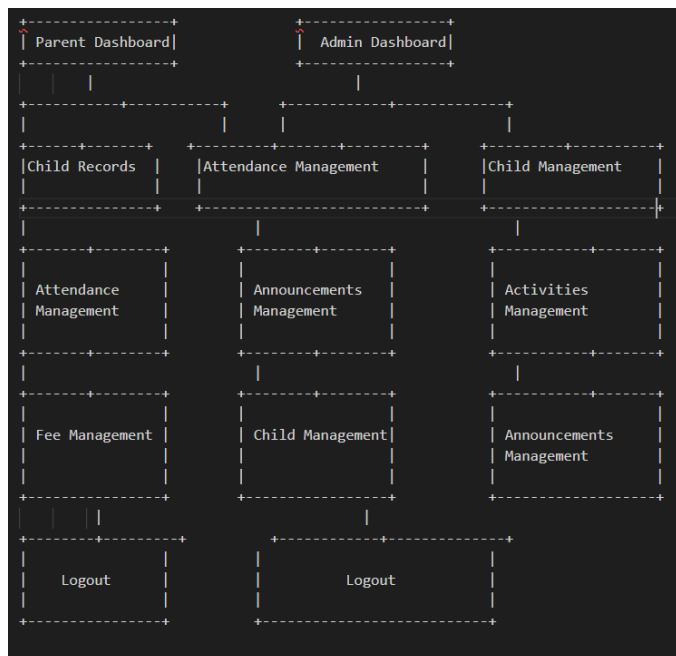 Parent Dashboard Admin Dashboard
Child Records Attendance Management Child Management
Attendance Announcements Activities
Management Management Management
Fee Management Child Management Announcements
Management
Logout Logout